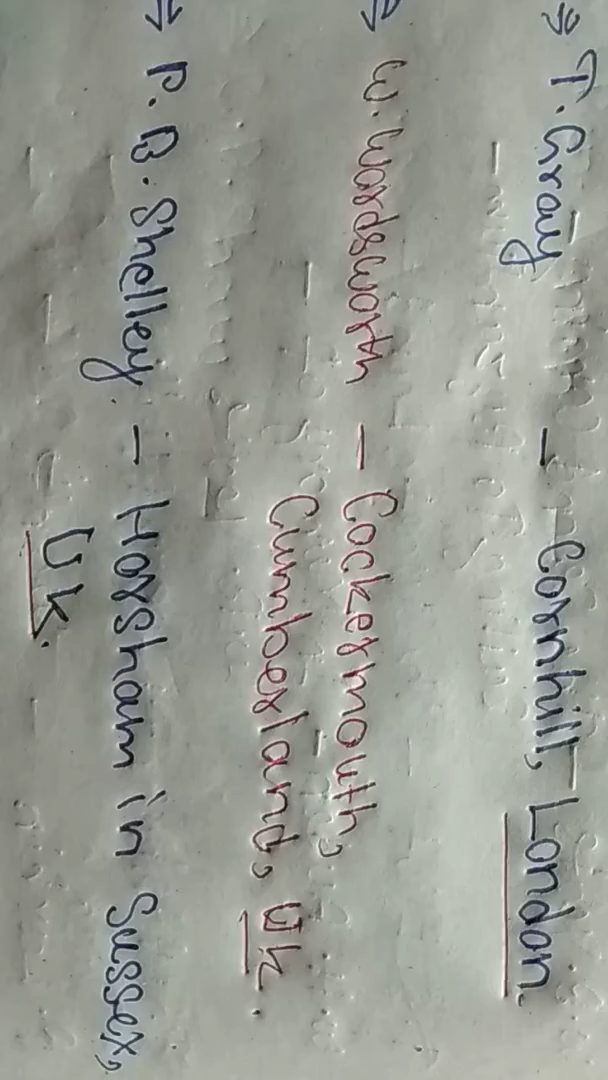 ⇒ T. Gray – Cornhill, London
⇒ W. Wordsworth – Cockermouth,
Cumberland, UK.
⇒ P. B. Shelley – Horsham in Sussex,
UK.